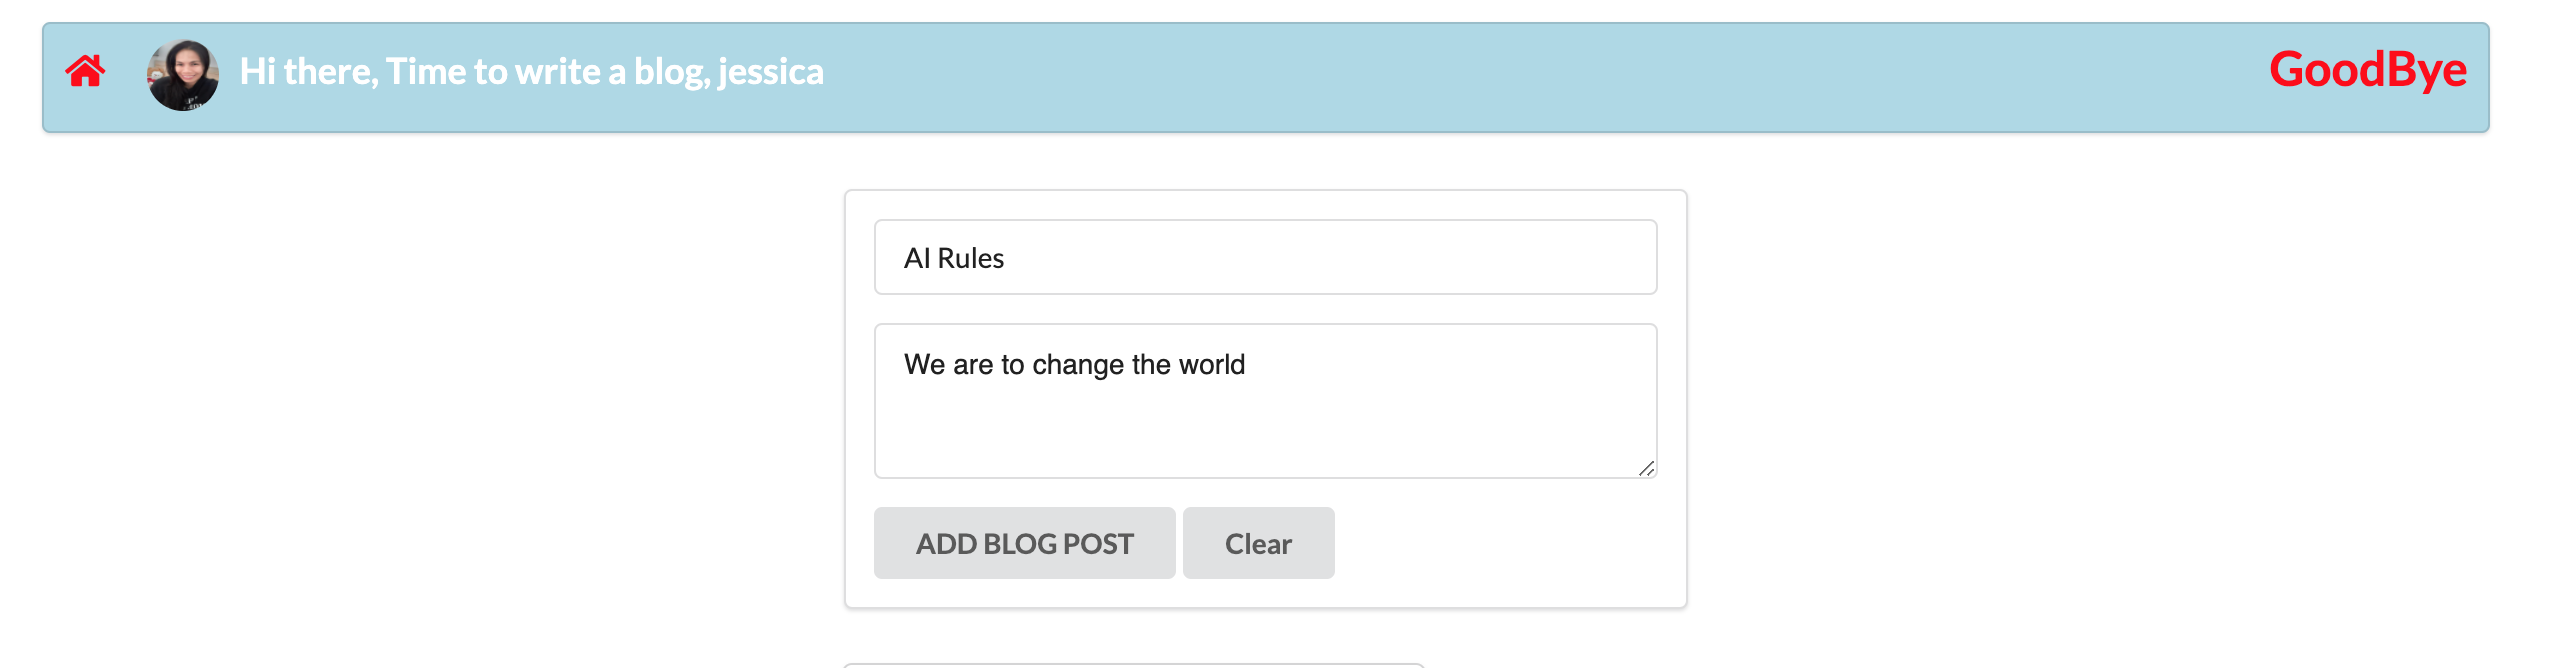 Hi there, Time to write a blog, jessica
GoodBye
AI Rules
We are to change the world
ADD BLOG POST
Clear